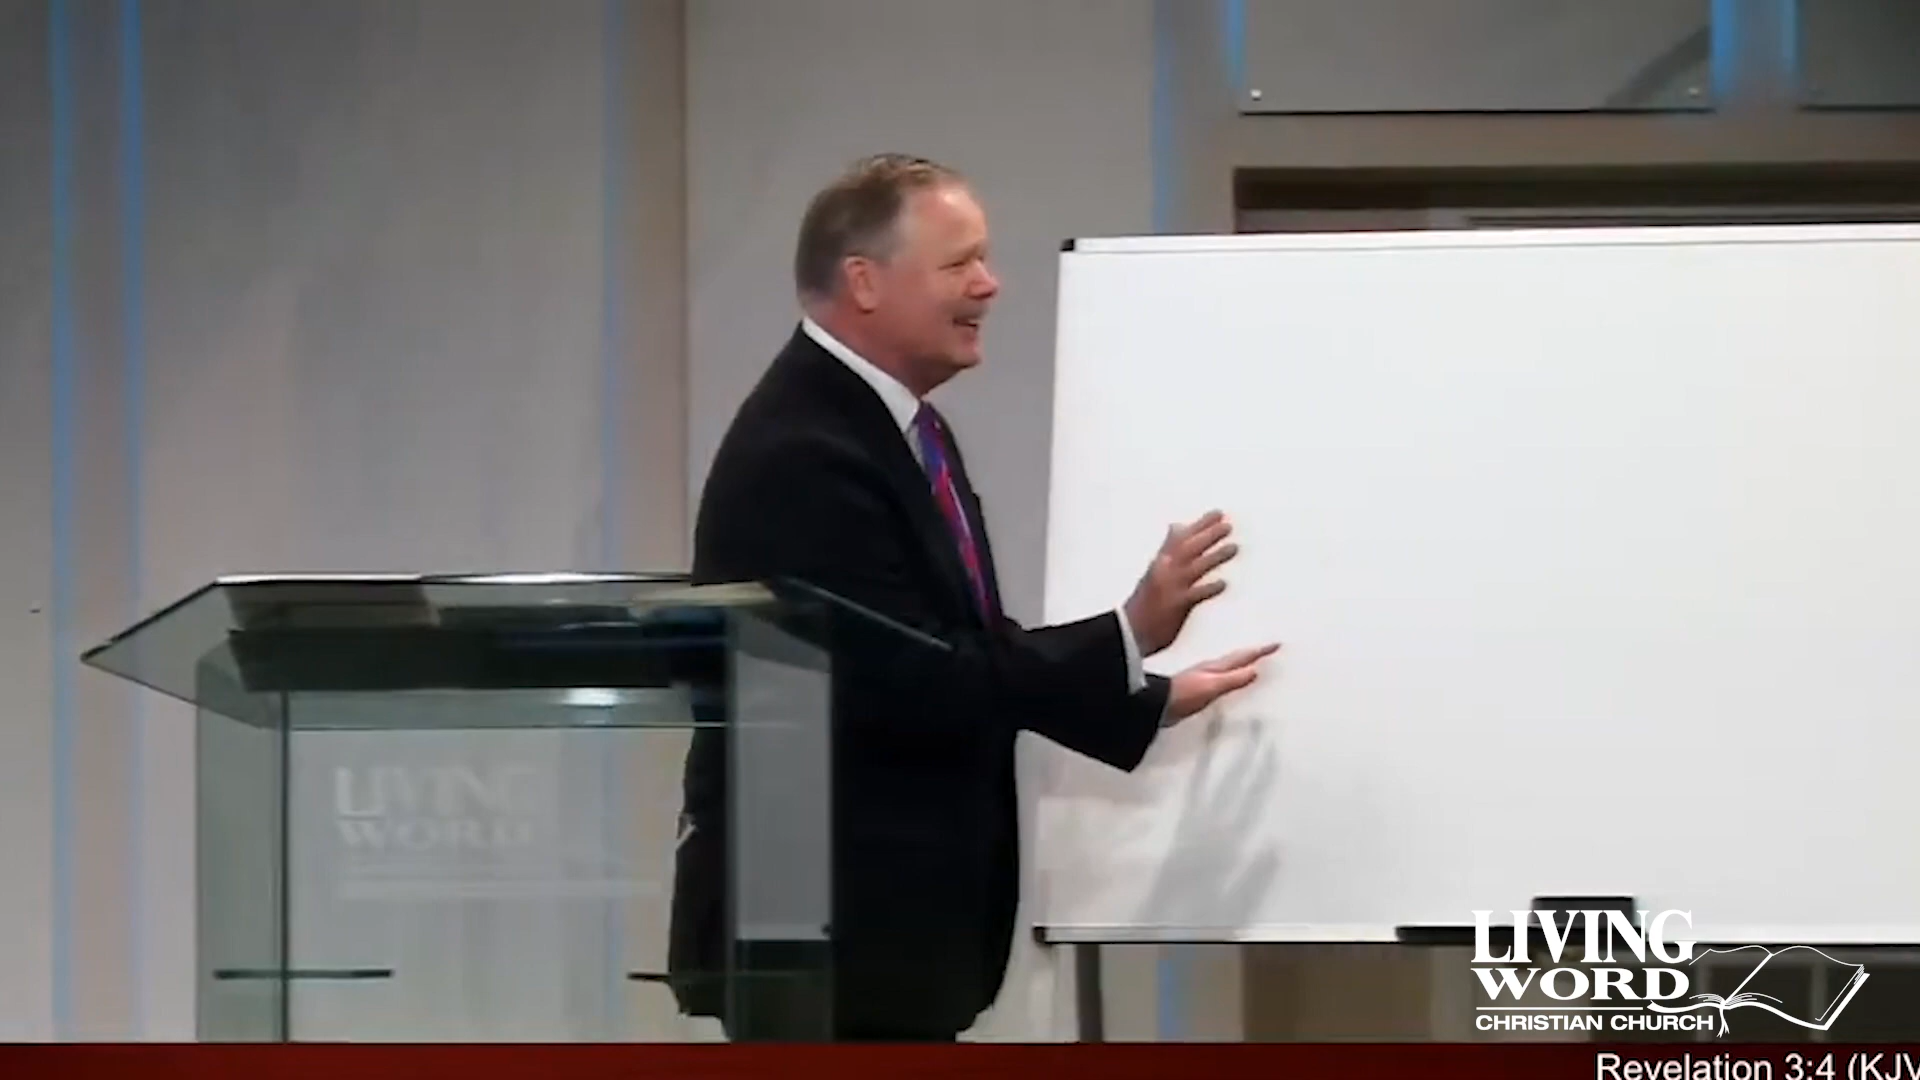 LIVING
WORD
LIVING
WORD
CHRISTIAN CHURCH
Revelation 3:4 (KJV